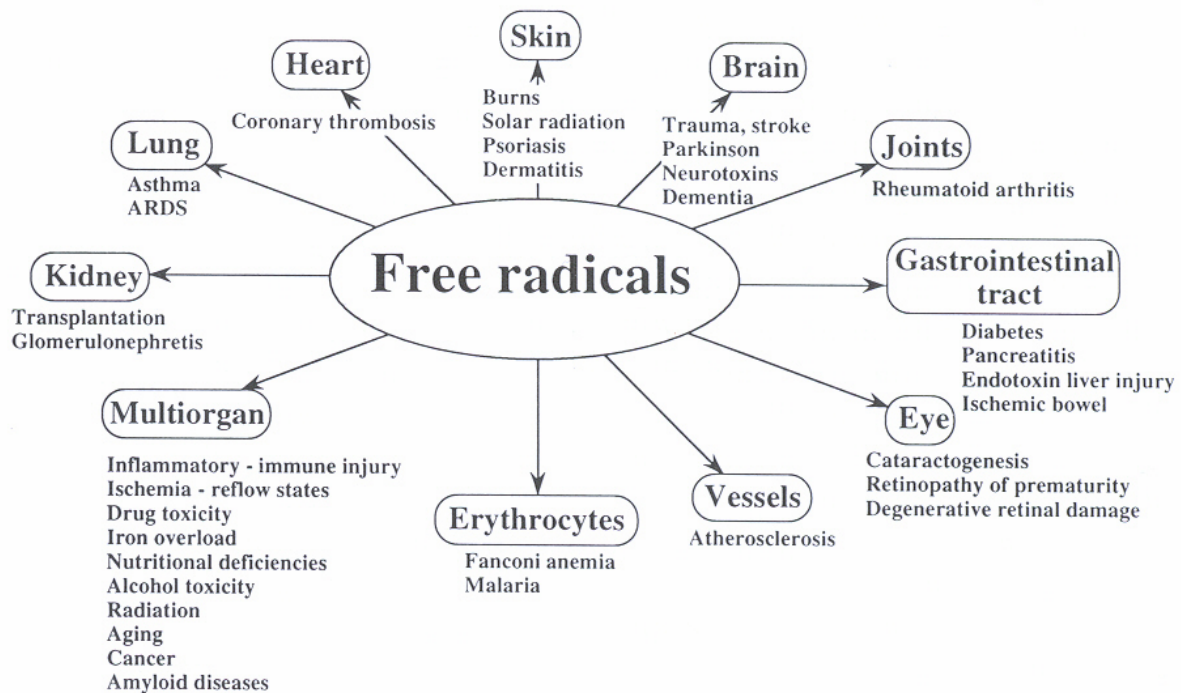 Skin
Burns
Solar radiation
Psoriasis
Dermatitis
Heart
Coronary thrombosis
Brain
Trauma, stroke
Parkinson
Neurotoxins
Dementia
Lung
Asthma
ARDS
Joints
Rheumatoid arthritis
Free radicals
Kidney
Transplantation
Glomerulonephretis
Gastrointestinal
tract
Diabetes
Pancreatitis
Endotoxin liver injury
Ischemic bowel
Multiorgan
Inflammatory - immune injury
Ischemia - reflow states
Drug toxicity
Iron overload
Nutritional deficiencies
Alcohol toxicity
Radiation
Aging
Cancer
Amyloid diseases
Erythrocytes
Fanconi anemia
Malaria
Vessels
Atherosclerosis
Eye
Cataractogenesis
Retinopathy of prematurity
Degenerative retinal damage